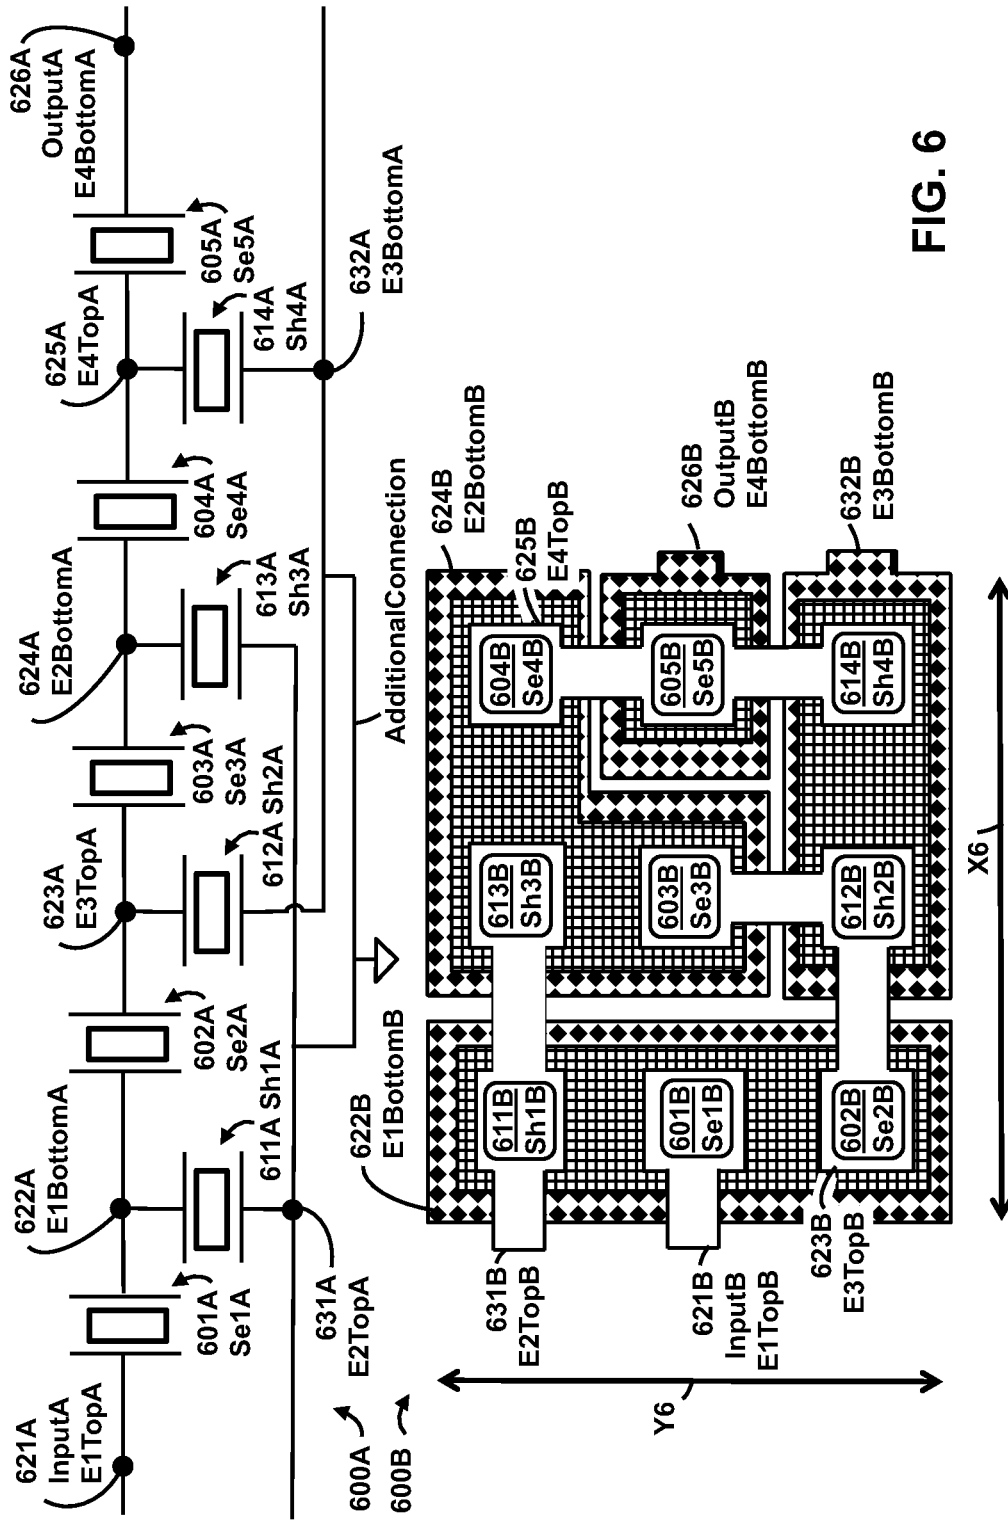 621A
InputA
E1TopA
601A
Se1A
622A
E1BottomA
611A Sh1A
602A
Se2A
623A
E3TopA
612A Sh2A
603A
Se3A
624A
E2BottomA
613A
Sh3A
604A
Se4A
625A
E4TopA
614A
Sh4A
605A
Se5A
626A
OutputA
E4BottomA
631A
E2TopA
632A
E3BottomA
AdditionalConnection
600A
600B
622B
E1BottomB
624B
E2BottomB
631B
E2TopB
611B
Sh1B
613B
Sh3B
604B
Se4B
625B
E4TopB
621B
InputB
E1TopB
601B
Se1B
603B
Se3B
605B
Se5B
626B
OutputB
E4BottomB
623B
E3TopB
602B
Se2B
612B
Sh2B
614B
Sh4B
632B
E3BottomB
Y6
X6
FIG. 6